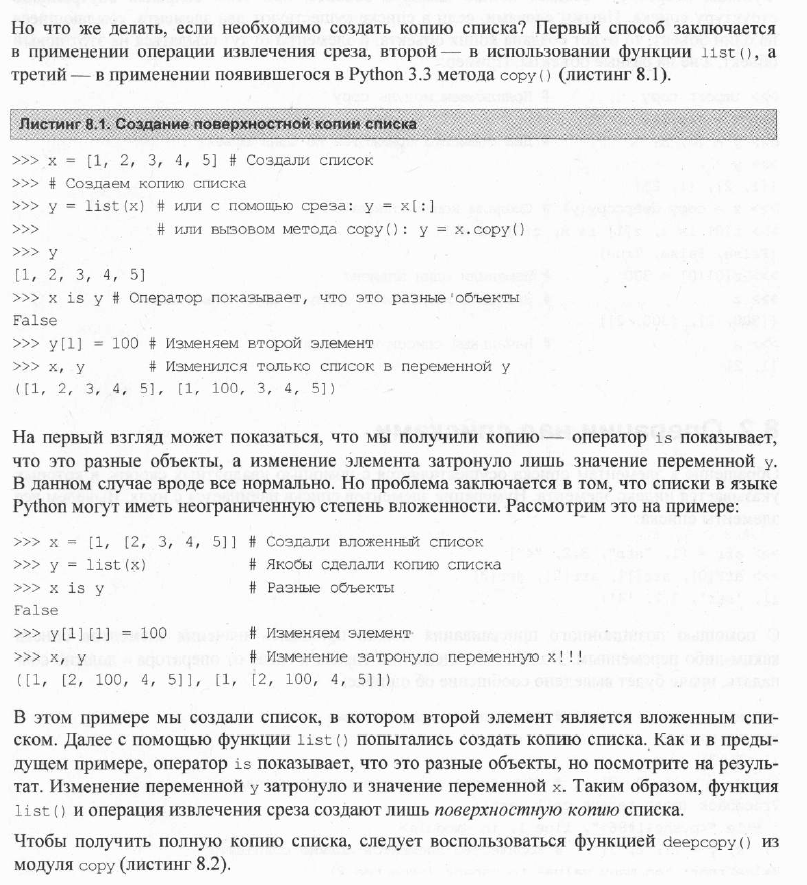 Но что же делать, если необходимо создать копию списка? Первый способ заключается
в применении операции извлечения среза, второй — в использовании функции list(), а
третий — в применении появившегося в Python 3.3 метода copy() (листинг 8.1).
Листинг 8.1. Создание поверхностной копии списка
>>> x = [1, 2, 3, 4, 5] # Создали список
>>> # Создаем копию списка
>>> y = list(x) # или с помощью среза: y = x[:]
>>>             # или вызовом метода copy(): y = x.copy()
>>> y
[1, 2, 3, 4, 5]
>>> x is y # Оператор показывает, что это разные объекты
False
>>> y[1] = 100 # Изменяем второй элемент
>>> x, y       # Изменился только список в переменной y
([1, 2, 3, 4, 5], [1, 100, 3, 4, 5])
На первый взгляд может показаться, что мы получили копию — оператор is показывает,
что это разные объекты, а изменение элемента затронуло лишь значение переменной y.
В данном случае вроде все нормально. Но проблема заключается в том, что списки в языке
Python могут иметь неограниченную степень вложенности. Рассмотрим это на примере:
>>> x = [1, [2, 3, 4, 5]] # Создали вложенный список
>>> y = list(x)           # Якобы сделали копию списка
>>> x is y                # Разные объекты
False
>>> y[1][1] = 100         # Изменяем элемент
>>> x, y                  # Изменение затронуло переменную x!!!
([1, [2, 100, 4, 5]], [1, [2, 100, 4, 5]])
В этом примере мы создали список, в котором второй элемент является вложенным спи-
ском. Далее с помощью функции list() попытались создать копию списка. Как и в преды-
дущем примере, оператор is показывает, что это разные объекты, но посмотрите на резуль-
тат. Изменение переменной y затронуло и значение переменной x. Таким образом, функция
list() и операция извлечения среза создают лишь поверхностную копию списка.
Чтобы получить полную копию списка, следует воспользоваться функцией deepcopy() из
модуля copy (листинг 8.2).